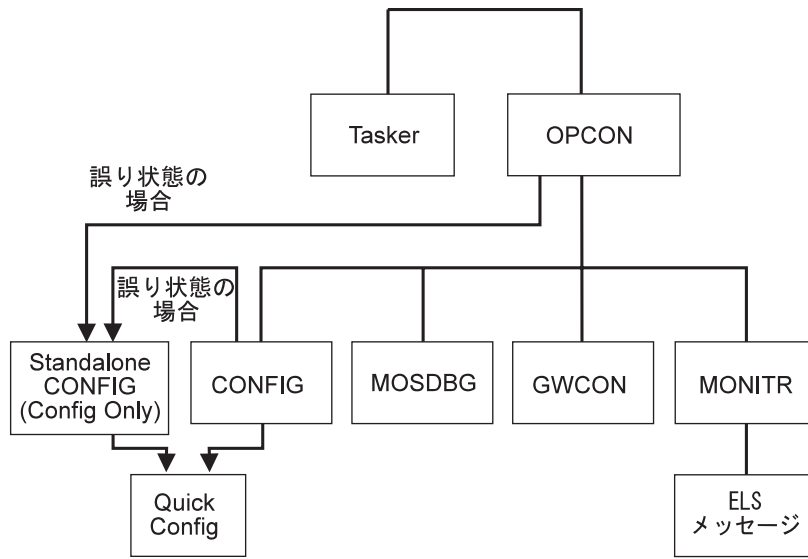 Tasker
OPCON
誤り状態の
場合
誤り状態の
場合
Standalone
CONFIG
(Config Only)
CONFIG
MOSDBG
GWCON
MONITR
Quick
Config
ELS
メッセージ